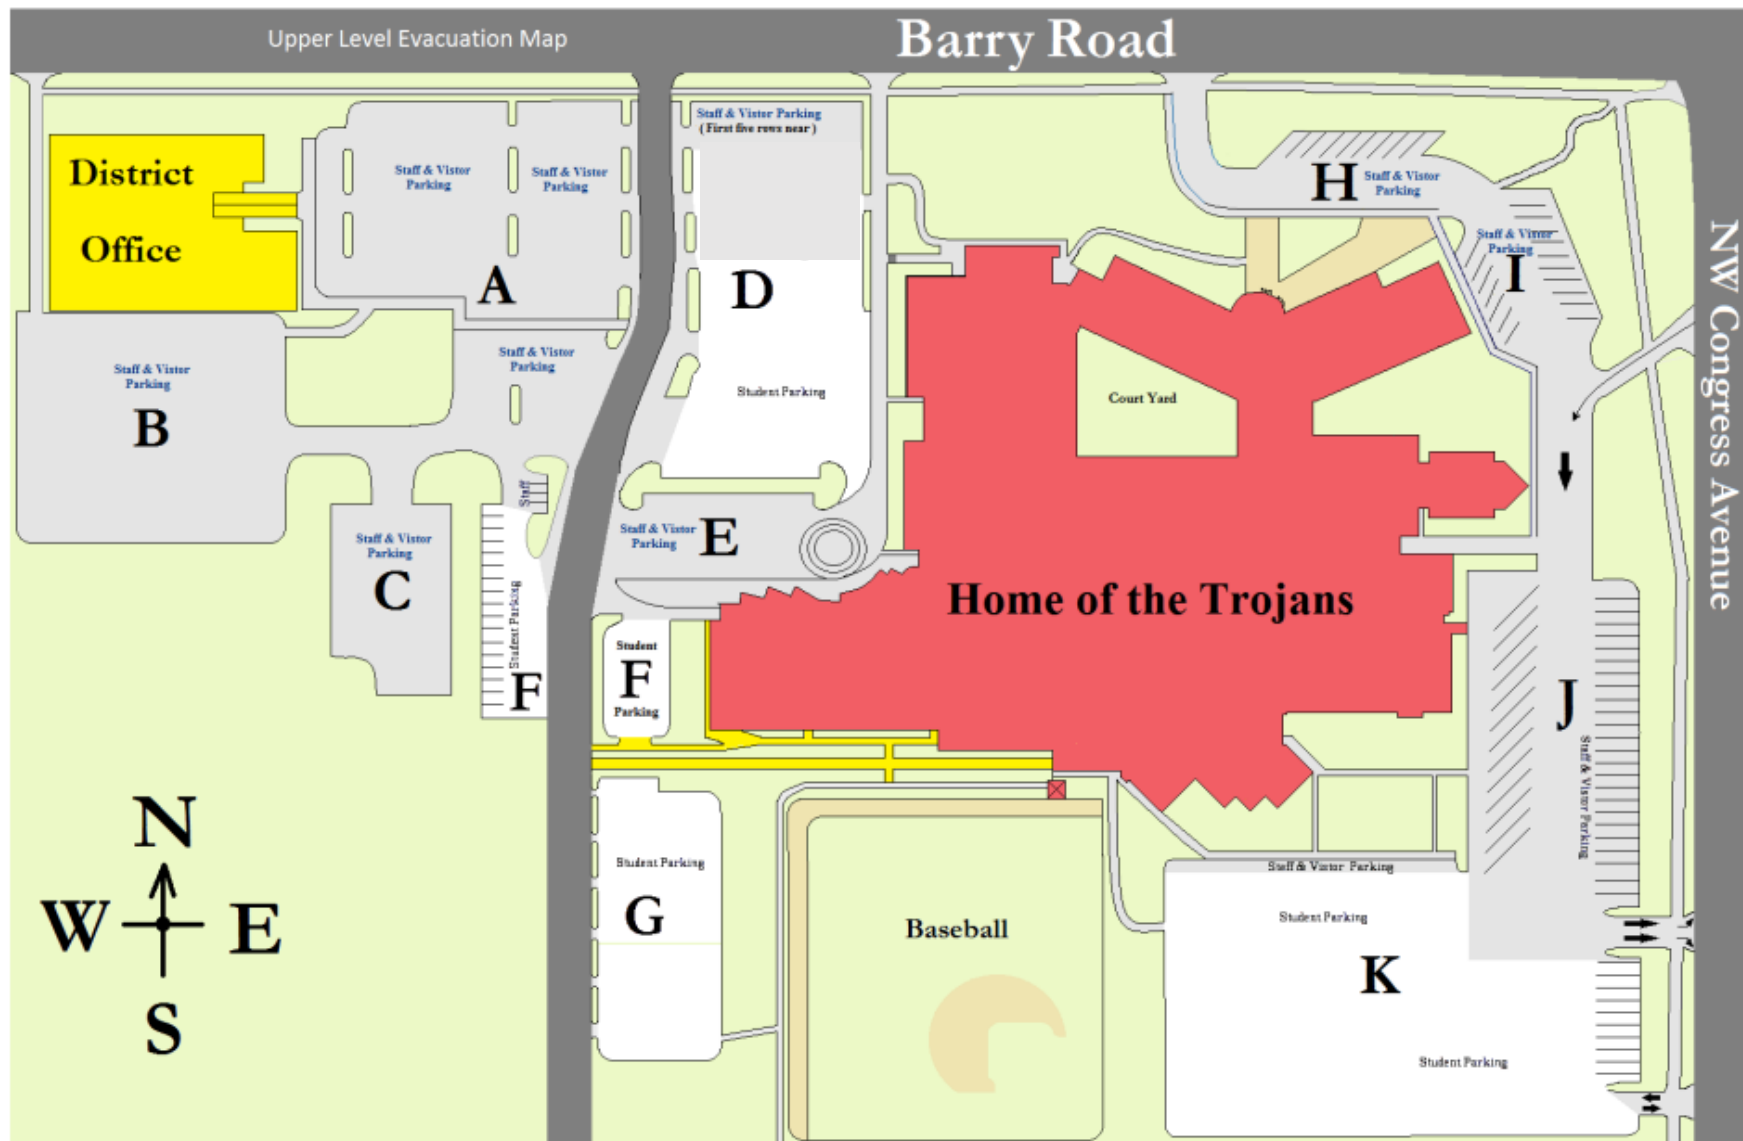 Upper Level Evacuation Map
Barry Road
NW Congress Avenue
District
Office
Staff & Vistor
Parking
Staff & Vistor
Parking
A
Staff & Vistor Parking
( First five rows near )
D
Student Parking
H
Staff & Vistor
Parking
Staff & Vistor
Parking
I
Staff & Vistor
Parking
Staff & Vistor
Parking
B
Court Yard
Staff
Staff & Vistor
Parking
E
Staff & Vistor
Parking
C
Student Parking
F
Student
F
Parking
Home of the Trojans
J
Staff & Vistor Parking
N
W
E
S
Student Parking
G
Baseball
Staff & Vistor Parking
Student Parking
K
Student Parking